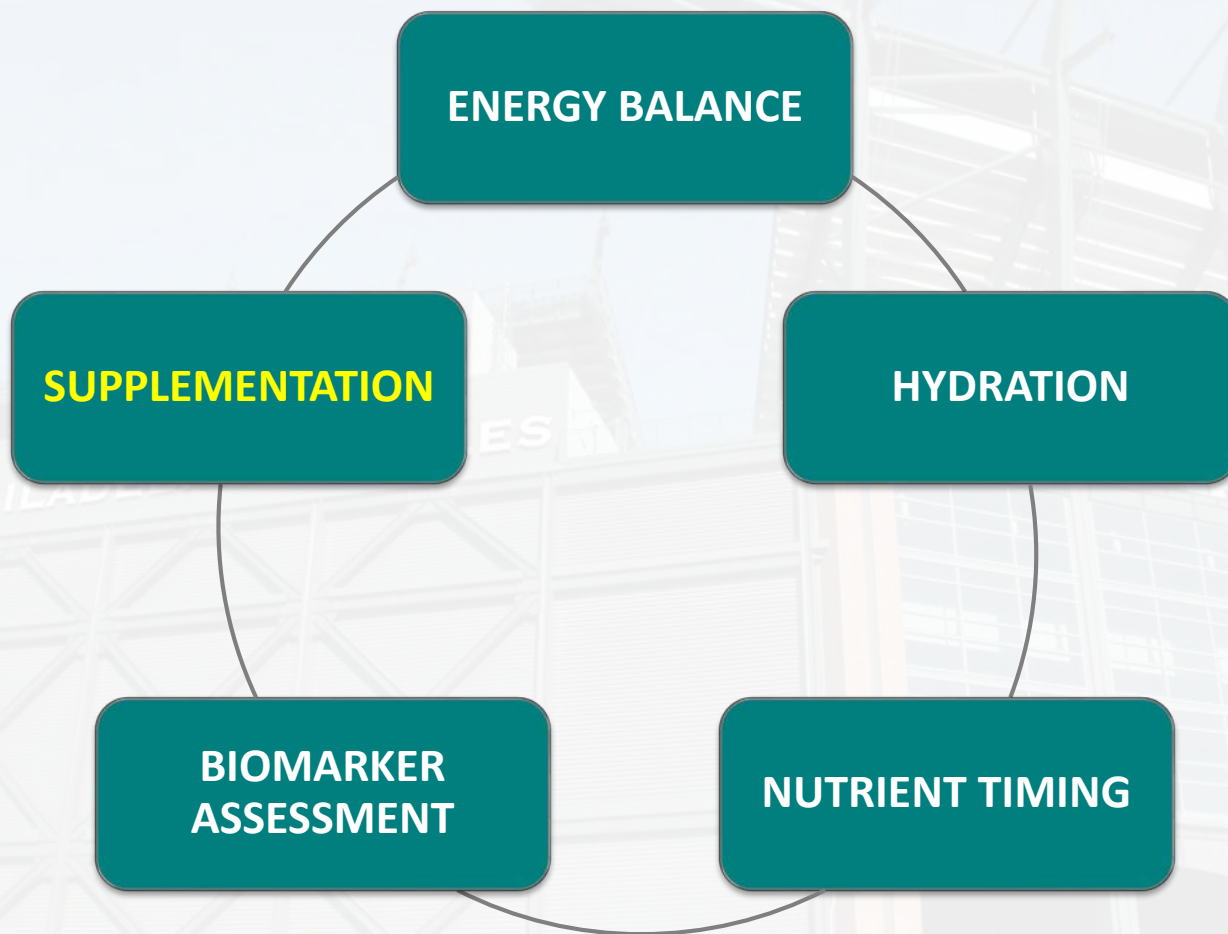 ENERGY BALANCE
SUPPLEMENTATION
HYDRATION
BIOMARKER
ASSESSMENT
NUTRIENT TIMING